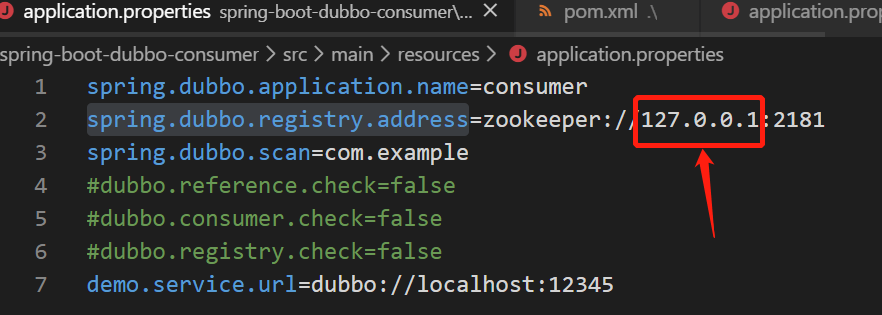 application.properties spring-boot-dubbo-consumer\... pom.xml .\ application.prop
spring-boot-dubbo-consumer > src > main > resources > application.properties
1 spring.dubbo.application.name=consumer
2 spring.dubbo.registry.address=zookeeper://127.0.0.1:2181
3 spring.dubbo.scan=com.example
4 #dubbo.reference.check=false
5 #dubbo.consumer.check=false
6 #dubbo.registry.check=false
7 demo.service.url=dubbo://localhost:12345